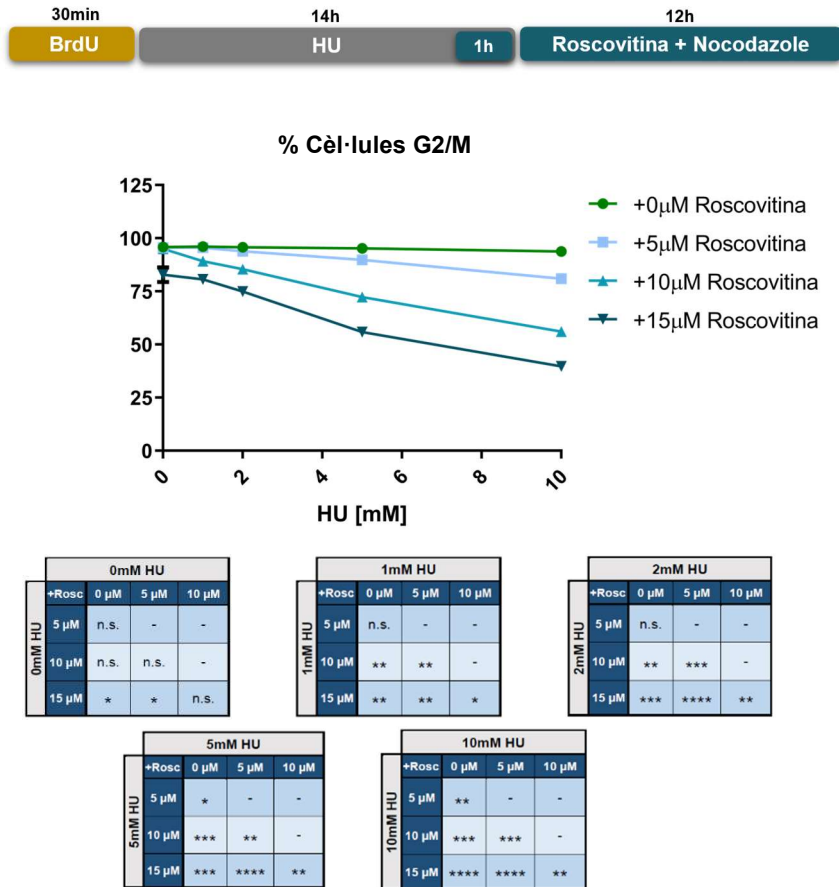 30min 14h 12h
BrdU HU 1h Roscovitina + Nocodazole
% Cèl·lules G2/M
125
100
75
50
25
0
0 2 4 6 8 10
HU [mM]
+0μM Roscovitina
+5μM Roscovitina
+10μM Roscovitina
+15μM Roscovitina
0mM HU
0mM HU
+Rosc 0 μM 5 μM 10 μM
5 μM n.s. - -
10 μM n.s. n.s. -
15 μM * * n.s.
1mM HU
1mM HU
+Rosc 0 μM 5 μM 10 μM
5 μM n.s. - -
10 μM ** ** -
15 μM ** ** *
2mM HU
2mM HU
+Rosc 0 μM 5 μM 10 μM
5 μM n.s. - -
10 μM ** *** -
15 μM *** **** **
5mM HU
5mM HU
+Rosc 0 μM 5 μM 10 μM
5 μM * - -
10 μM *** ** -
15 μM *** **** **
10mM HU
10mM HU
+Rosc 0 μM 5 μM 10 μM
5 μM ** - -
10 μM *** *** -
15 μM **** **** **